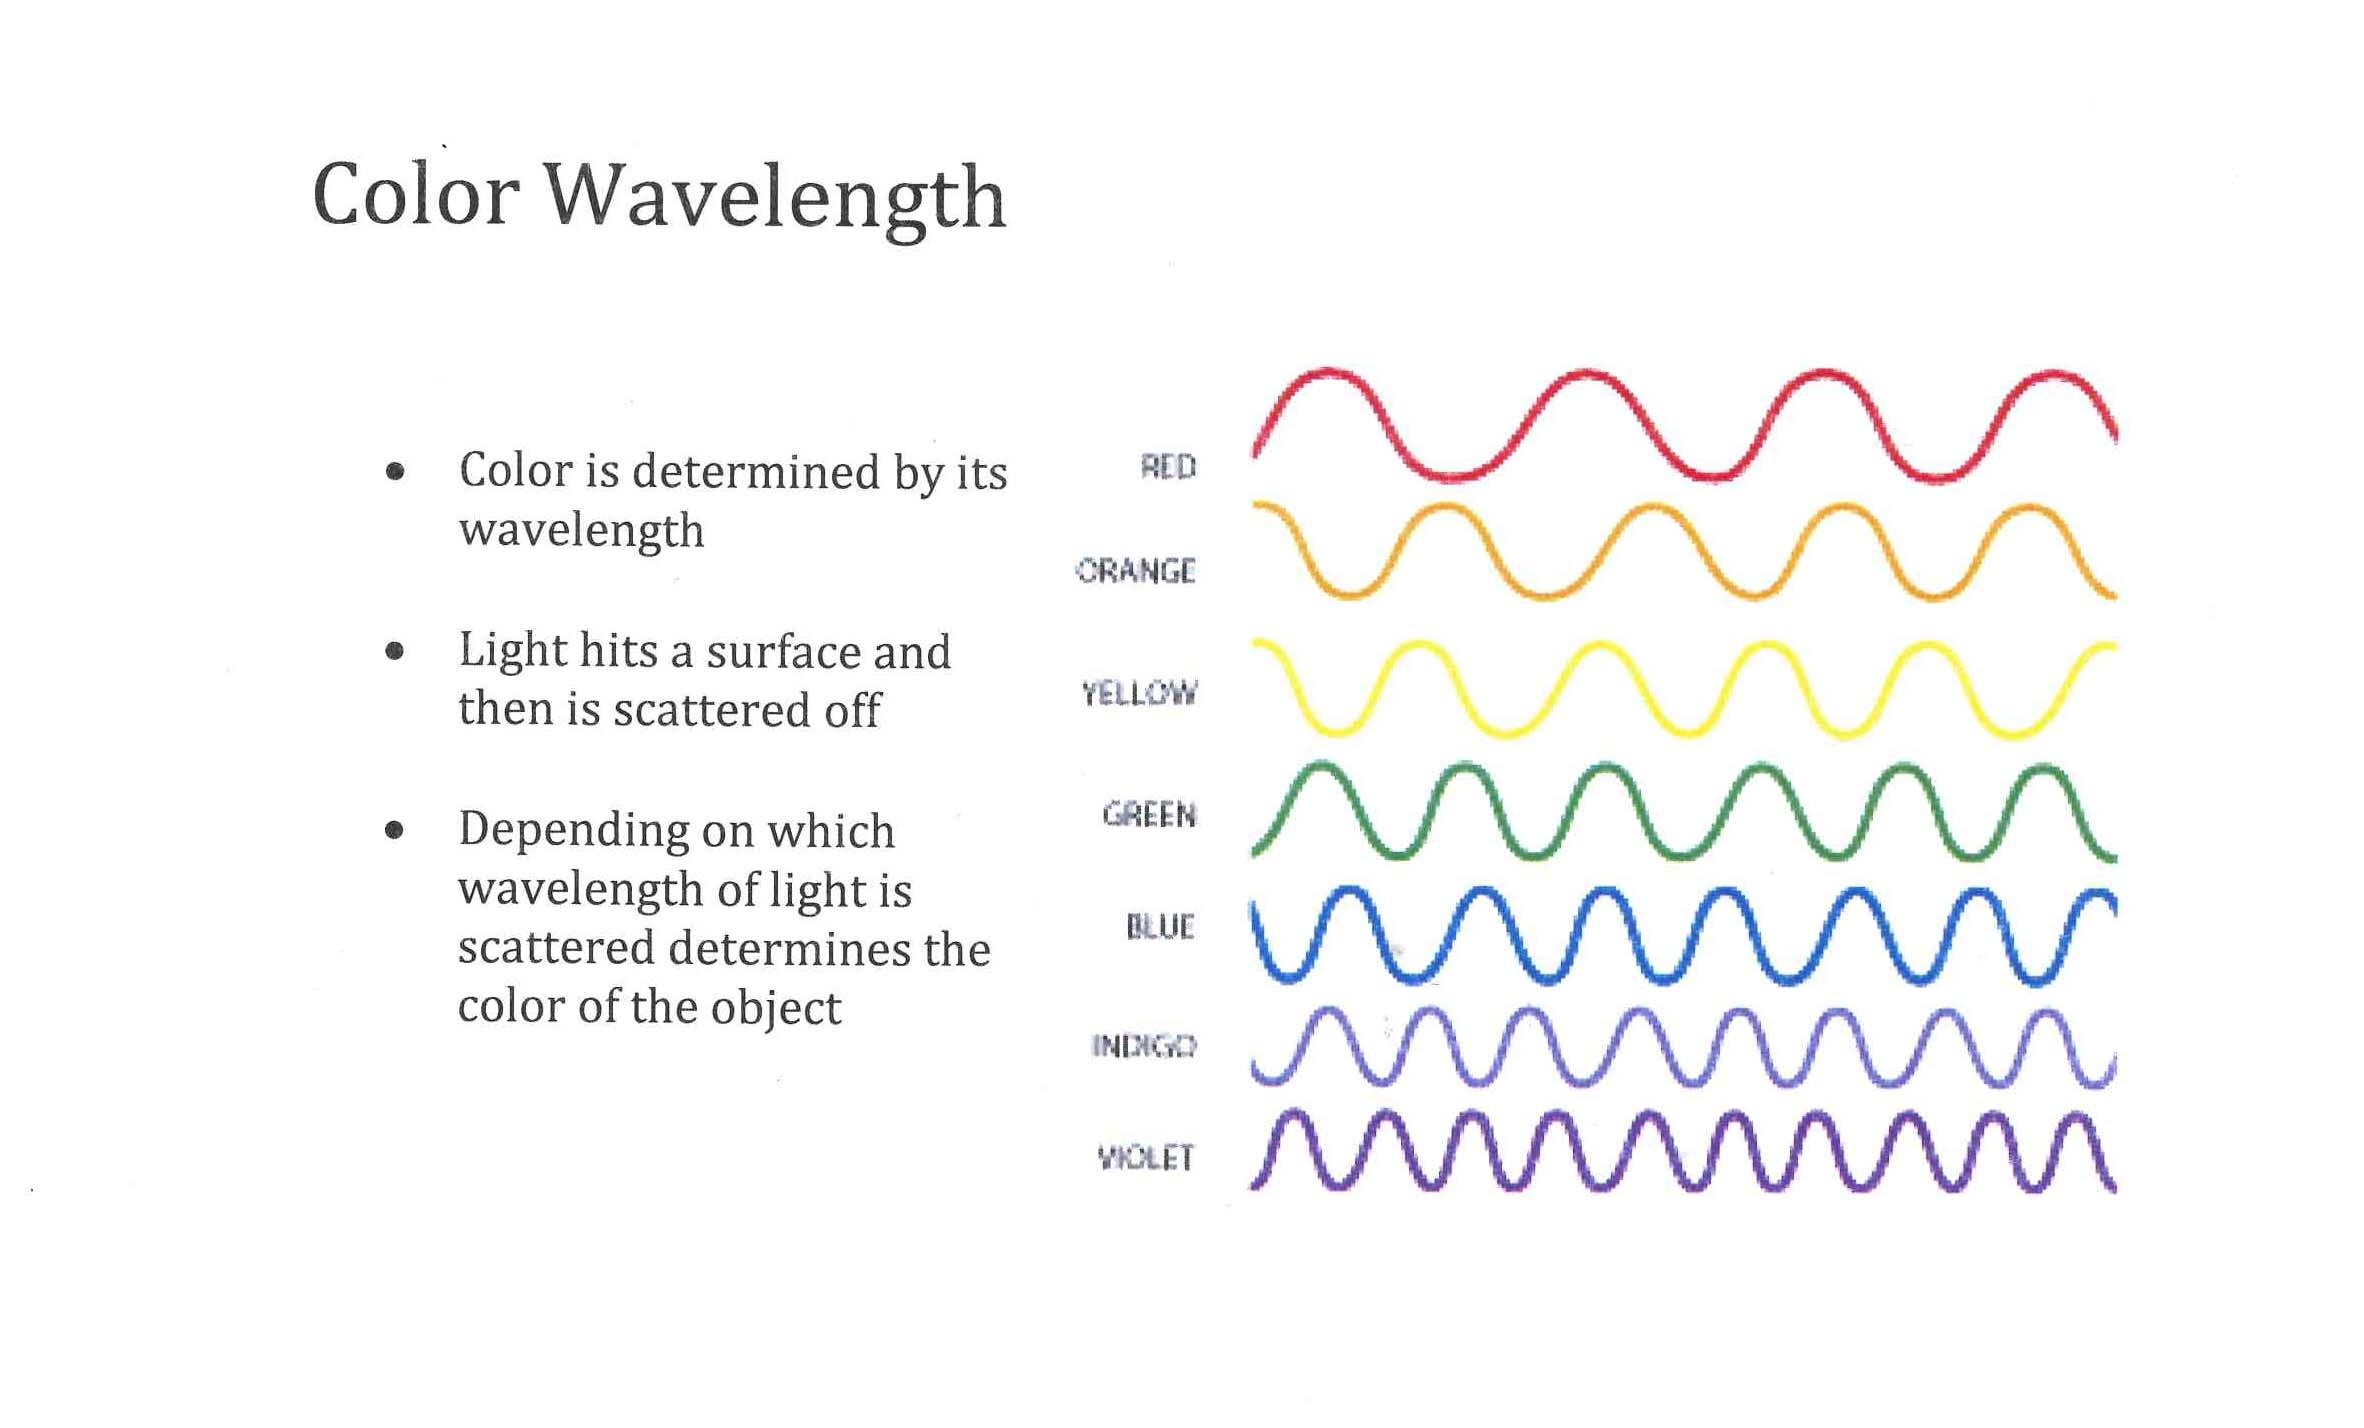 Color Wavelength
• Color is determined by its
wavelength
• Light hits a surface and
then is scattered off
• Depending on which
wavelength of light is
scattered determines the
color of the object
RED
ORANGE
YELLOW
GREEN
BLUE
INDIGO
VIOLET